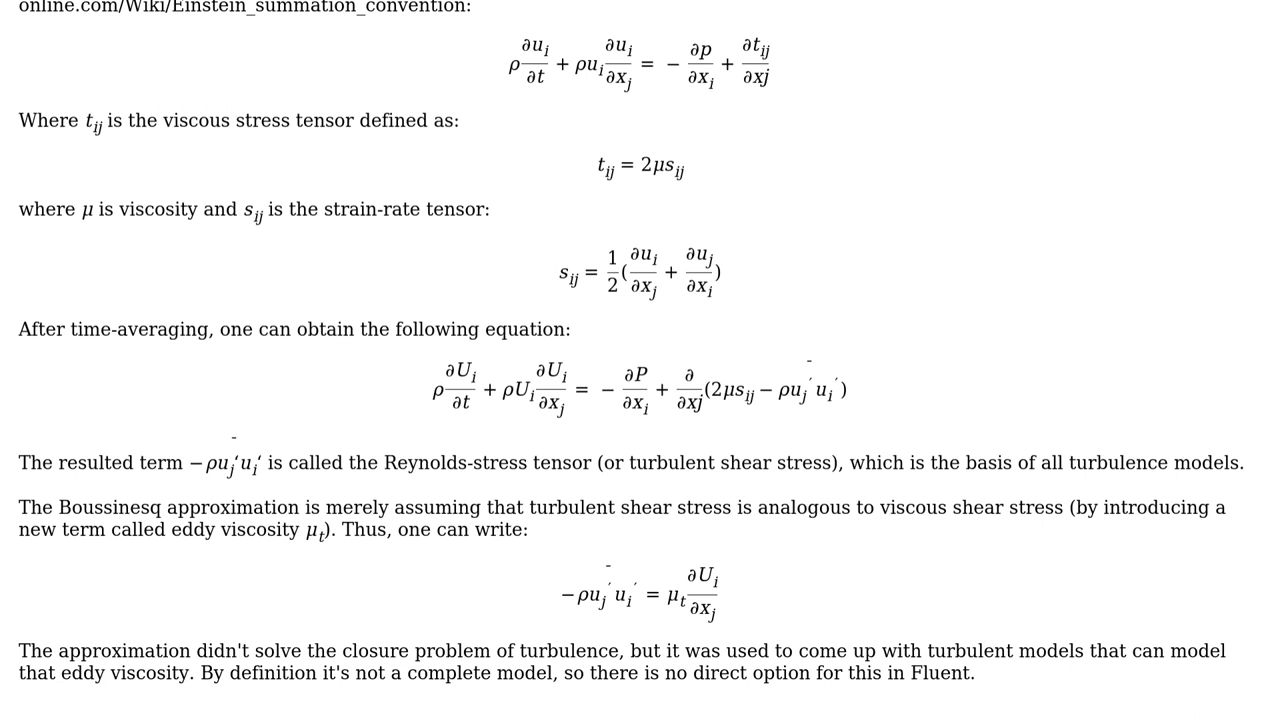 online.com/Wiki/Einstein_summation_convention:
ρ ∂u_i/∂t + ρu_i ∂u_i/∂x_j = − ∂p/∂x_i + ∂t_ij/∂xj
Where t_ij is the viscous stress tensor defined as:
t_ij = 2μs_ij
where μ is viscosity and s_ij is the strain-rate tensor:
s_ij = 1/2(∂u_i/∂x_j + ∂u_j/∂x_i)
After time-averaging, one can obtain the following equation:
ρ ∂U_i/∂t + ρU_i ∂U_i/∂x_j = − ∂P/∂x_i + ∂/∂xj(2μs_ij − ρu_j′ u_i′)
The resulted term −ρu_j‘u_i‘ is called the Reynolds-stress tensor (or turbulent shear stress), which is the basis of all turbulence models.
The Boussinesq approximation is merely assuming that turbulent shear stress is analogous to viscous shear stress (by introducing a
new term called eddy viscosity μ_t). Thus, one can write:
−ρu_j′ u_i′ = μ_t ∂U_i/∂x_j
The approximation didn't solve the closure problem of turbulence, but it was used to come up with turbulent models that can model
that eddy viscosity. By definition it's not a complete model, so there is no direct option for this in Fluent.